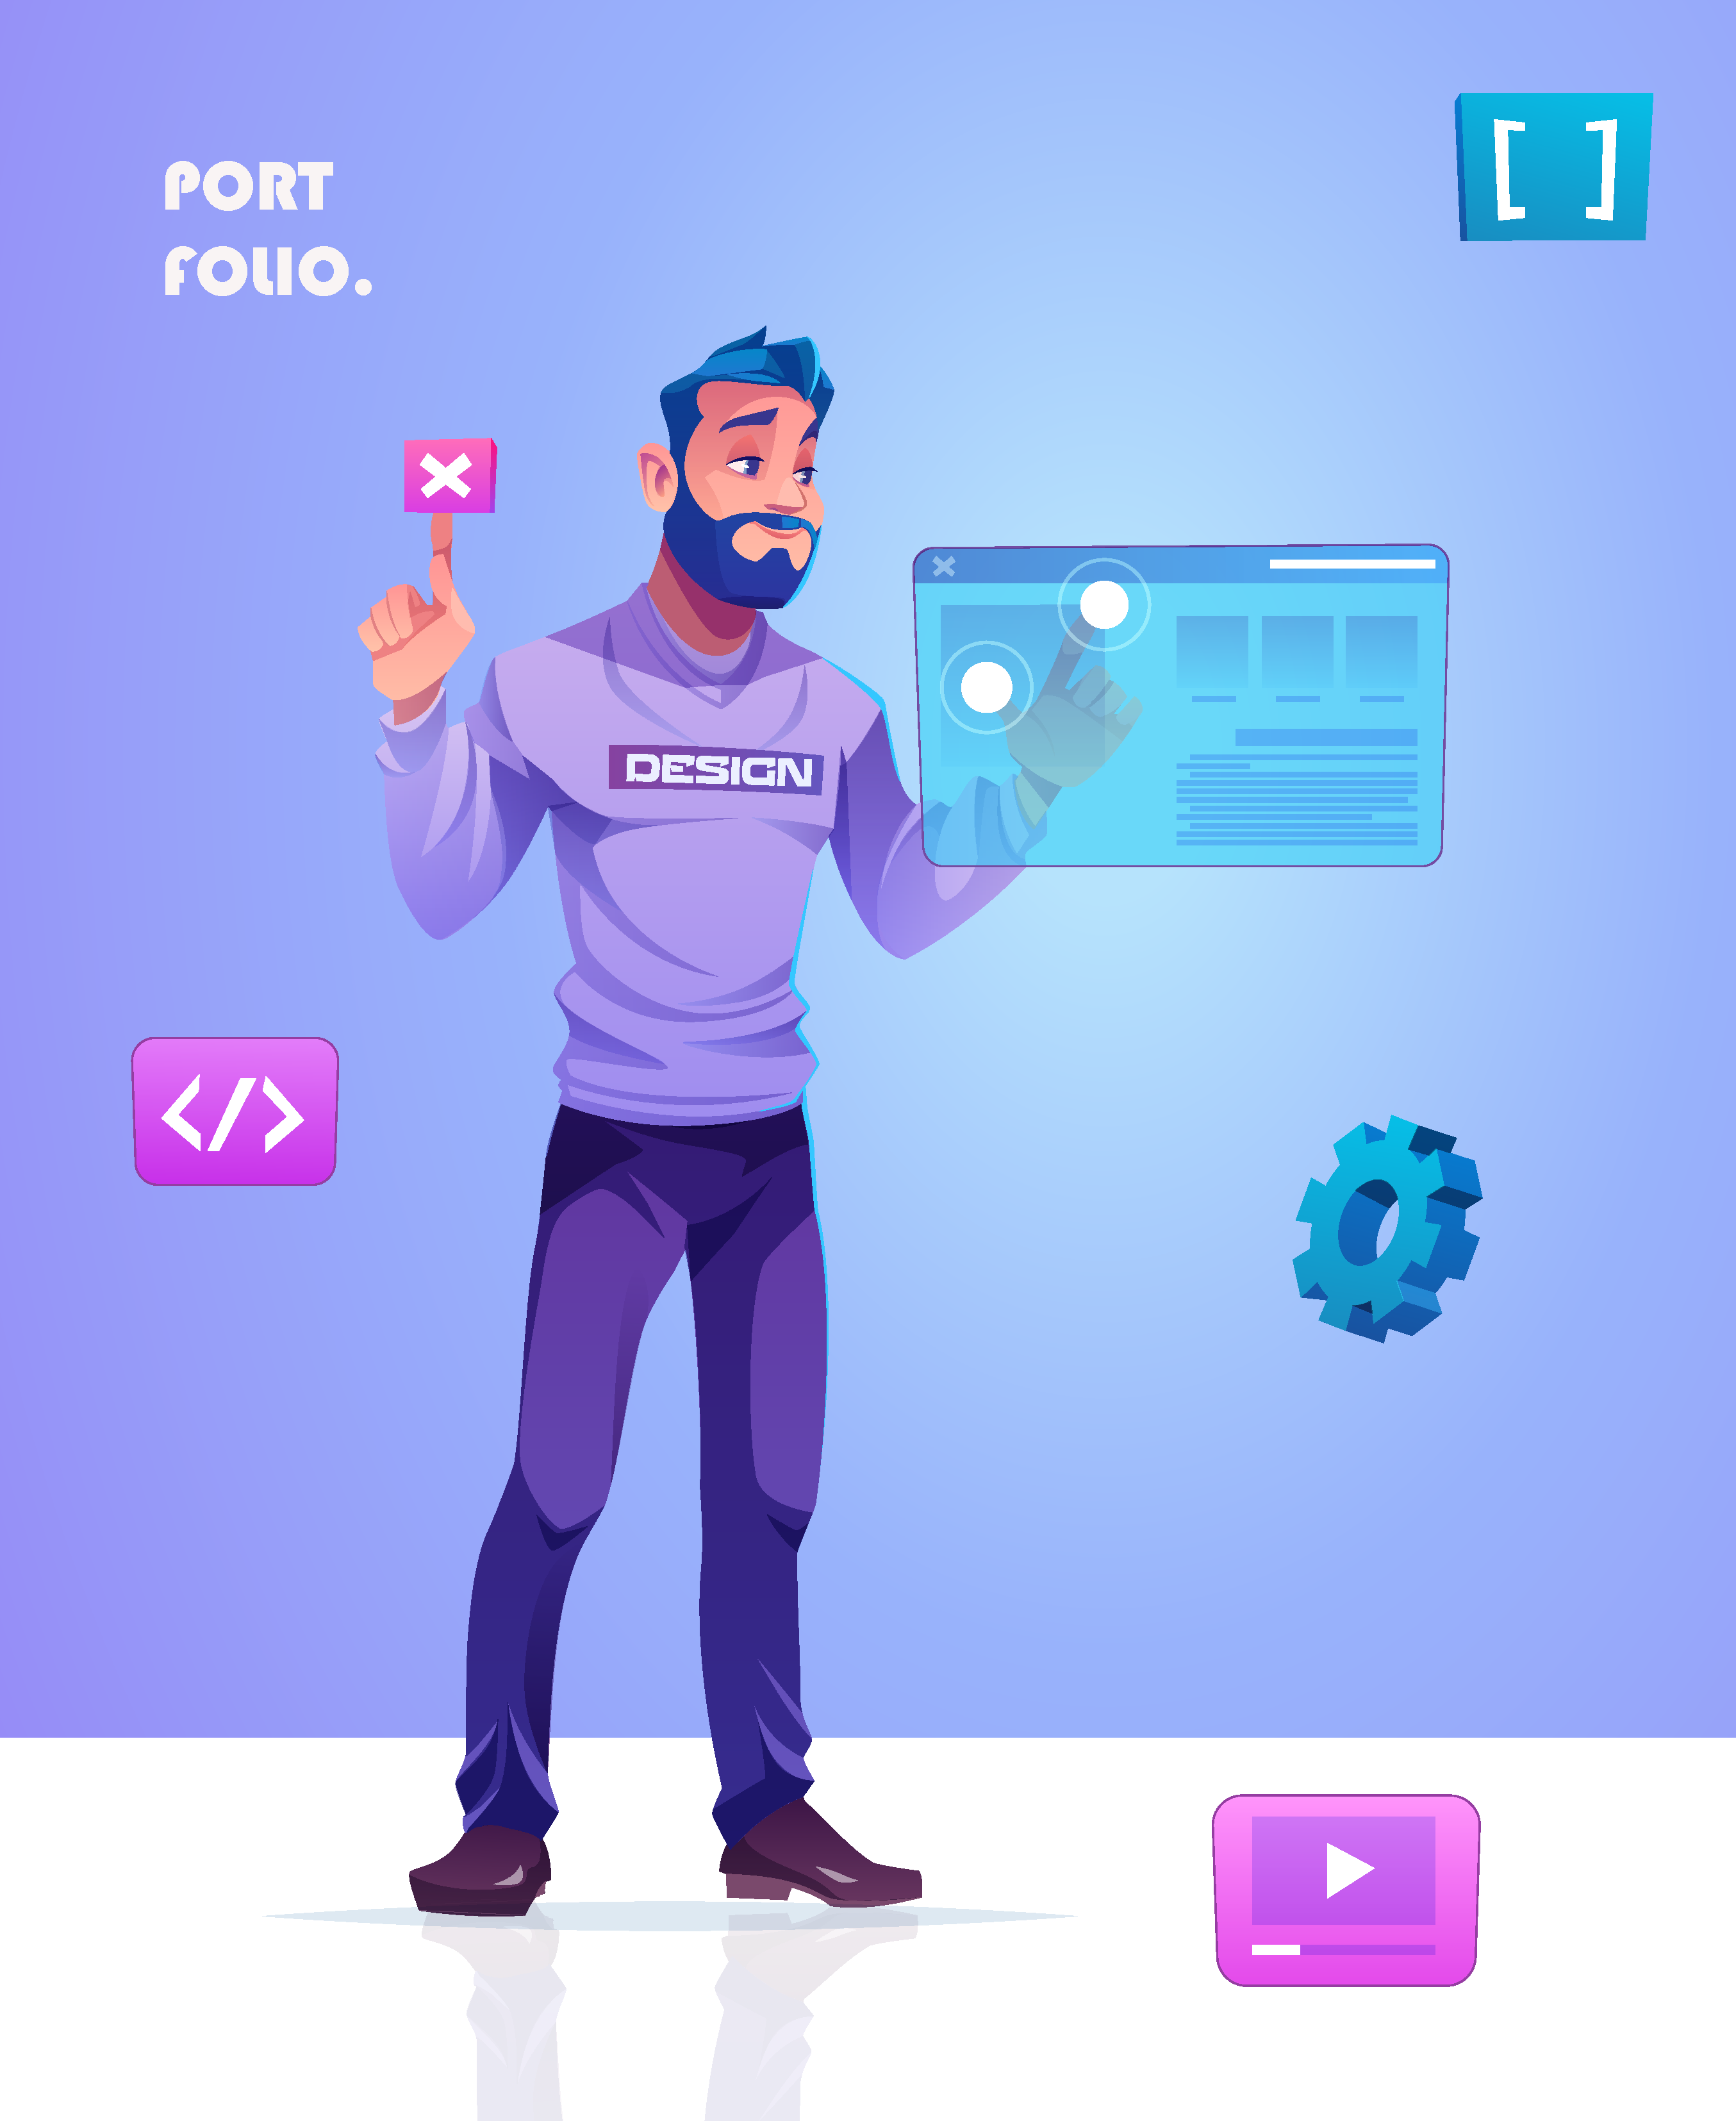 PORT
FOLIO.
[ ]
DESIGN
</>